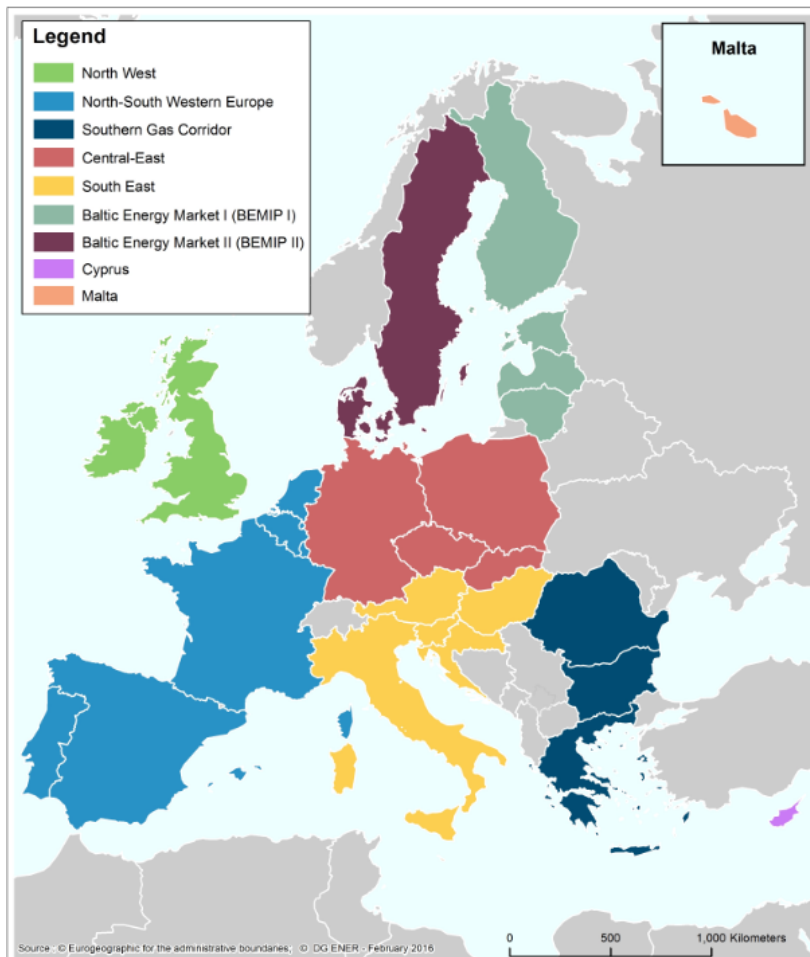 Legend
North West
North-South Western Europe
Southern Gas Corridor
Central-East
South East
Baltic Energy Market I (BEMIP I)
Baltic Energy Market II (BEMIP II)
Cyprus
Malta
Malta
Source : © Eurogeographic for the administrative boundaries; © DG ENER - February 2016
0 500 1,000 Kilometers